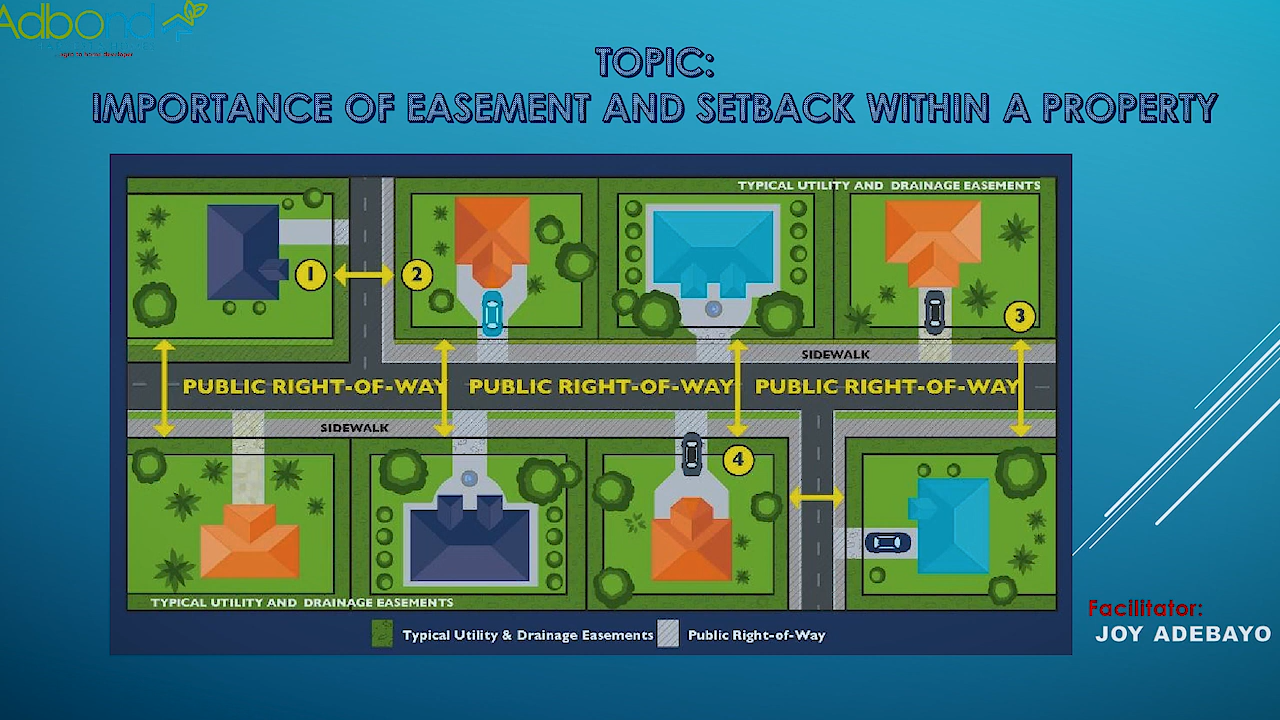 Adbond
TOPIC:
IMPORTANCE OF EASEMENT AND SETBACK WITHIN A PROPERTY
TYPICAL UTILITY AND DRAINAGE EASEMENTS
1
2
3
SIDEWALK
PUBLIC RIGHT-OF-WAY PUBLIC RIGHT-OF-WAY PUBLIC RIGHT-OF-WAY
SIDEWALK
4
TYPICAL UTILITY AND DRAINAGE EASEMENTS
Typical Utility & Drainage Easements Public Right-of-Way
Facilitator:
JOY ADEBAYO